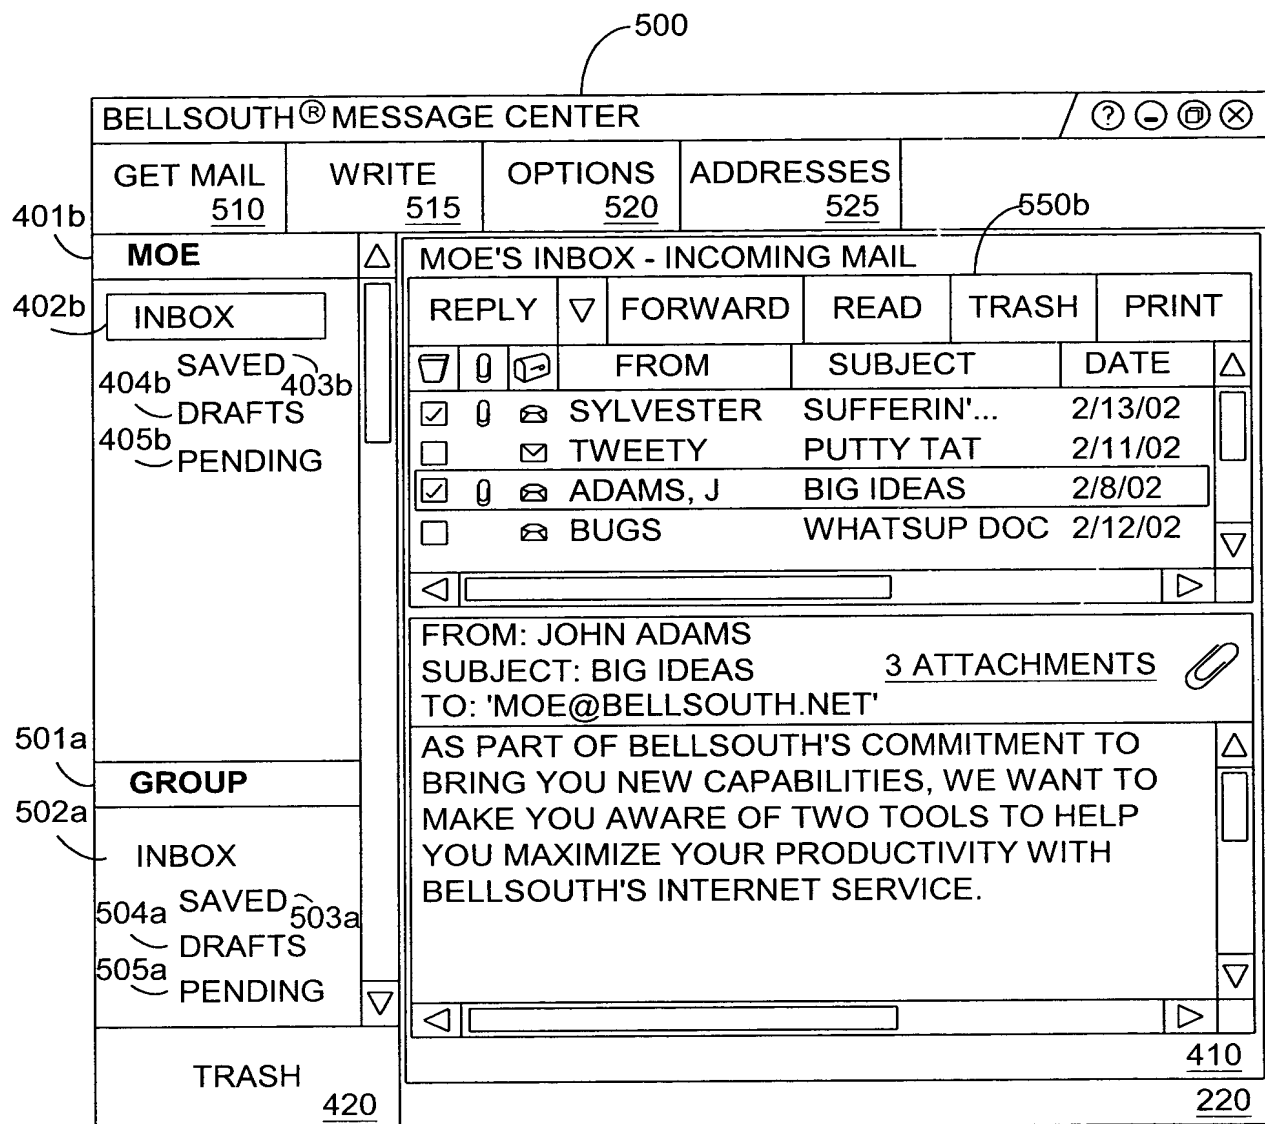 500
BELLSOUTH® MESSAGE CENTER
?
GET MAIL 510
WRITE 515
OPTIONS 520
ADDRESSES 525
550b
401b
MOE
402b
INBOX
SAVED 403b
404b
DRAFTS
405b
PENDING
501a
GROUP
502a
INBOX
SAVED 503a
504a
DRAFTS
505a
PENDING
TRASH
420
MOE'S INBOX - INCOMING MAIL
REPLY FORWARD READ TRASH PRINT
FROM SUBJECT DATE
SYLVESTER SUFFERIN'... 2/13/02
TWEETY PUTTY TAT 2/11/02
ADAMS, J BIG IDEAS 2/8/02
BUGS WHATSUP DOC 2/12/02
FROM: JOHN ADAMS
SUBJECT: BIG IDEAS
3 ATTACHMENTS
TO: 'MOE@BELLSOUTH.NET'
AS PART OF BELLSOUTH'S COMMITMENT TO
BRING YOU NEW CAPABILITIES, WE WANT TO
MAKE YOU AWARE OF TWO TOOLS TO HELP
YOU MAXIMIZE YOUR PRODUCTIVITY WITH
BELLSOUTH'S INTERNET SERVICE.
410
220